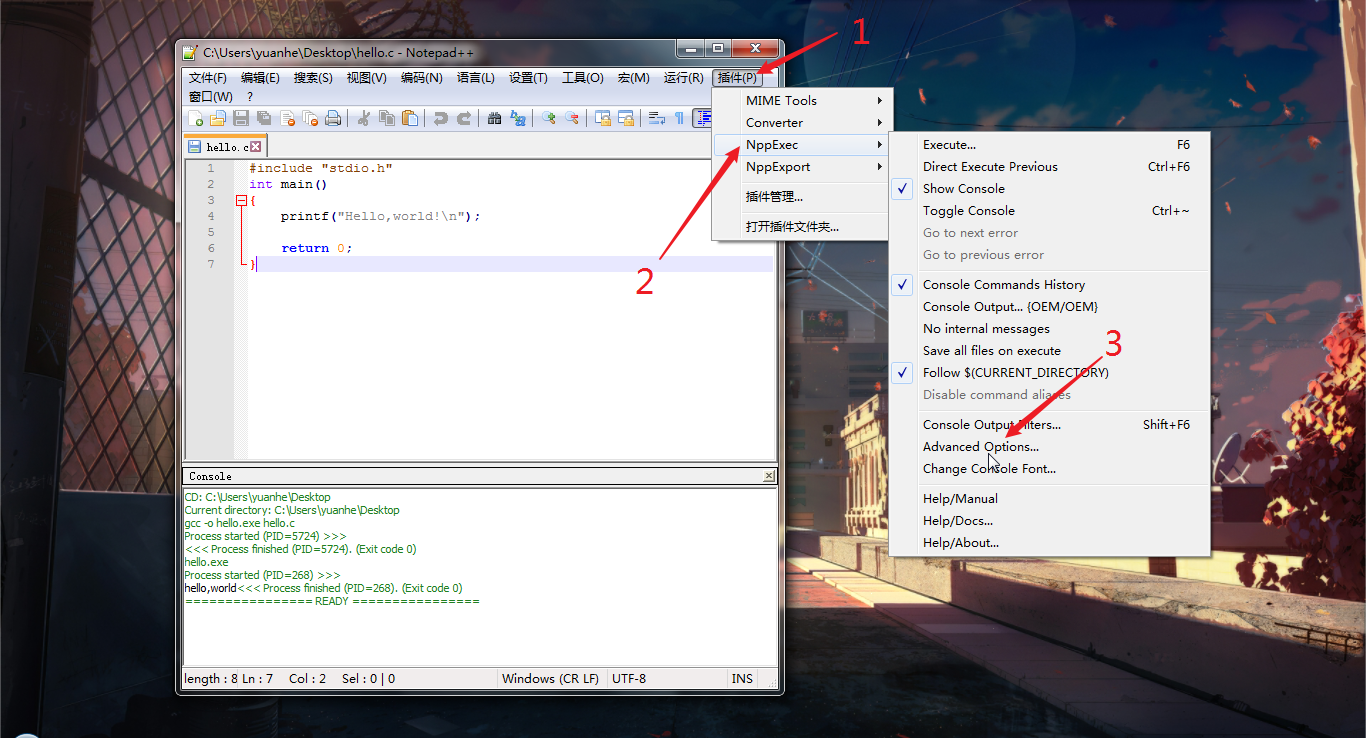 1
C:\Users\yuanhe\Desktop\hello.c - Notepad++
文件(F) 编辑(E) 搜索(S) 视图(V) 编码(N) 语言(L) 设置(T) 工具(O) 宏(M) 运行(R) 插件(P)
窗口(W) ?
MIME Tools
Converter
NppExec
NppExport
插件管理...
打开插件文件夹...
2
Execute... F6
Direct Execute Previous Ctrl+F6
Show Console
Toggle Console Ctrl+~
Go to next error
Go to previous error
Console Commands History
Console Output... {OEM/OEM}
No internal messages
Save all files on execute
Follow $(CURRENT_DIRECTORY)
Disable command aliases
Console Output Filters... Shift+F6
Advanced Options...
Change Console Font...
Help/Manual
Help/Docs...
Help/About...
3
hello.c
1 #include "stdio.h"
2 int main()
3 {
4 printf("Hello,world!\n");
5
6 return 0;
7 }
Console
CD: C:\Users\yuanhe\Desktop
Current directory: C:\Users\yuanhe\Desktop
gcc -o hello.exe hello.c
Process started (PID=5724) >>>
<<< Process finished (PID=5724). (Exit code 0)
hello.exe
Process started (PID=268) >>>
hello,world<<< Process finished (PID=268). (Exit code 0)
================ READY ================
length : 8 Ln : 7 Col : 2 Sel : 0 | 0 Windows (CR LF) UTF-8 INS